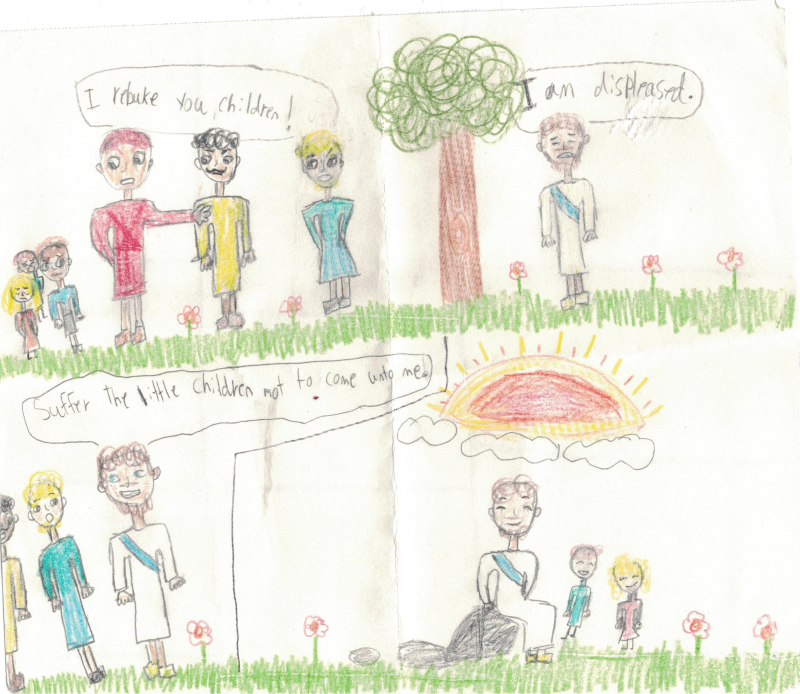 I rebuke you, children!
I am displeased.
Suffer the little children not to come unto me.